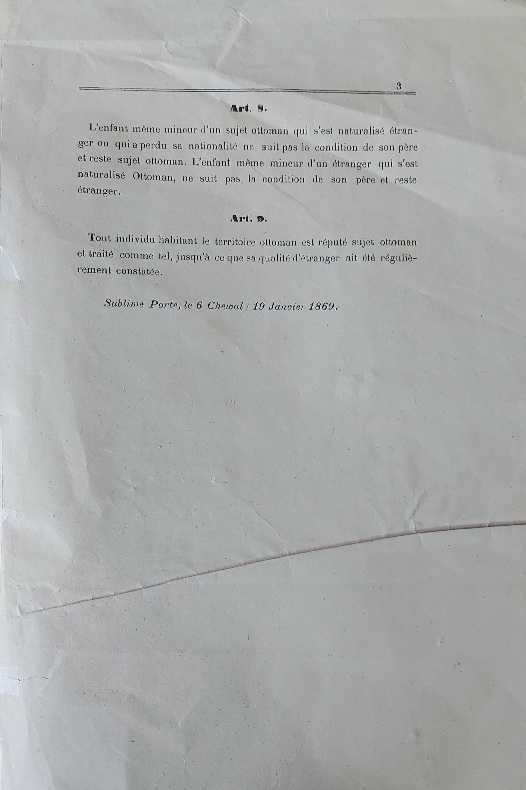 3
Art. 8.
L'enfant même mineur d'un sujet ottoman qui s'est naturalisé étran-
ger ou qui a perdu sa nationalité ne suit pas la condition de son père
et reste sujet ottoman. L'enfant même mineur d'un étranger qui s'est
naturalisé Ottoman, ne suit pas la condition de son père et reste
étranger.
Art. 9.
Tout individu habitant le territoire ottoman est réputé sujet ottoman
et traité comme tel, jusqu'à ce que sa qualité d'étranger ait été réguliè-
rement constatée.
Sublime Porte, le 6 Chewal / 19 Janvier 1869.